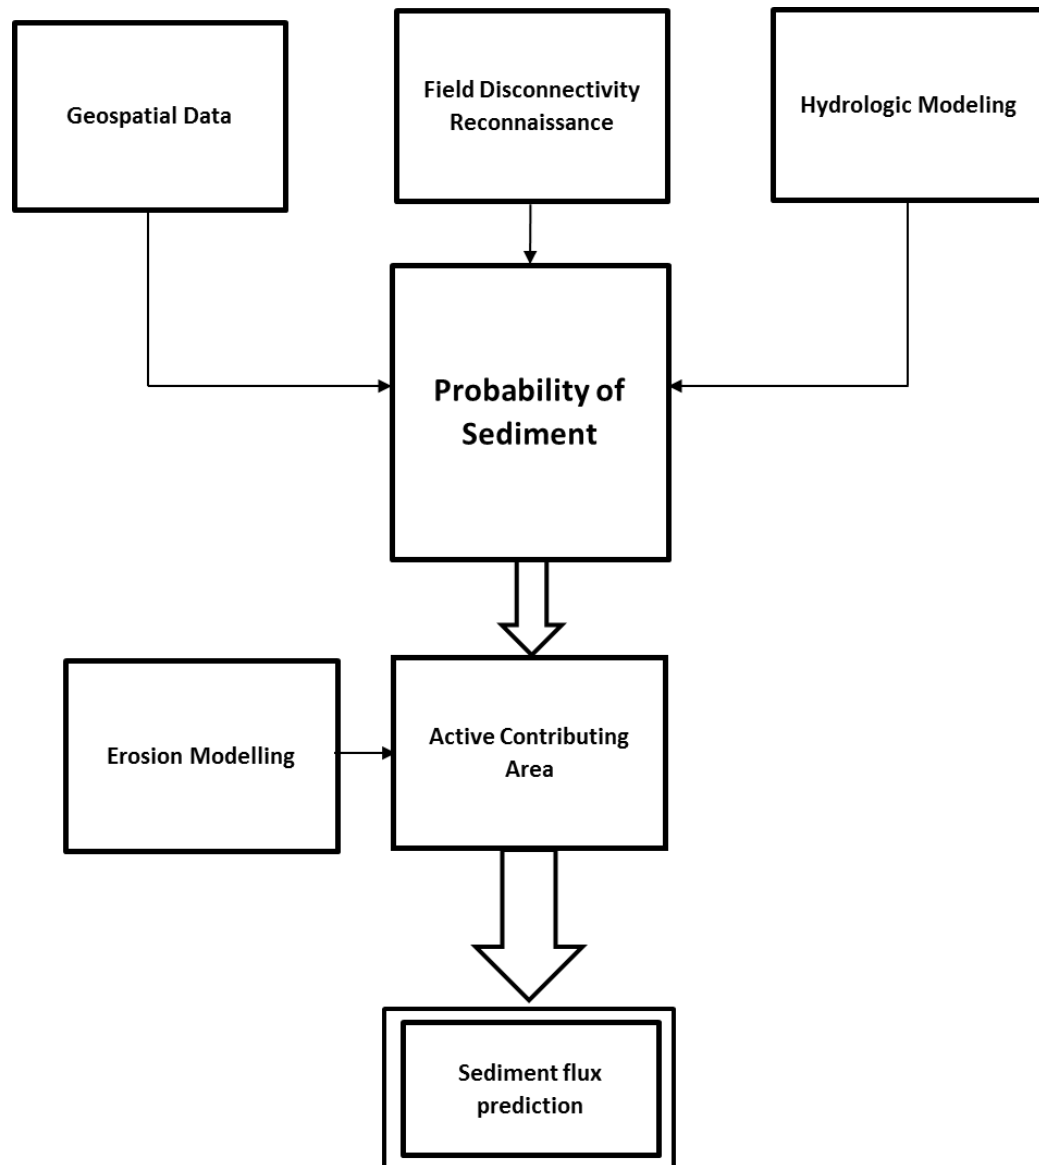 Geospatial Data
Field Disconnectivity
Reconnaissance
Hydrologic Modeling
Probability of
Sediment
Erosion Modelling
Active Contributing
Area
Sediment flux
prediction